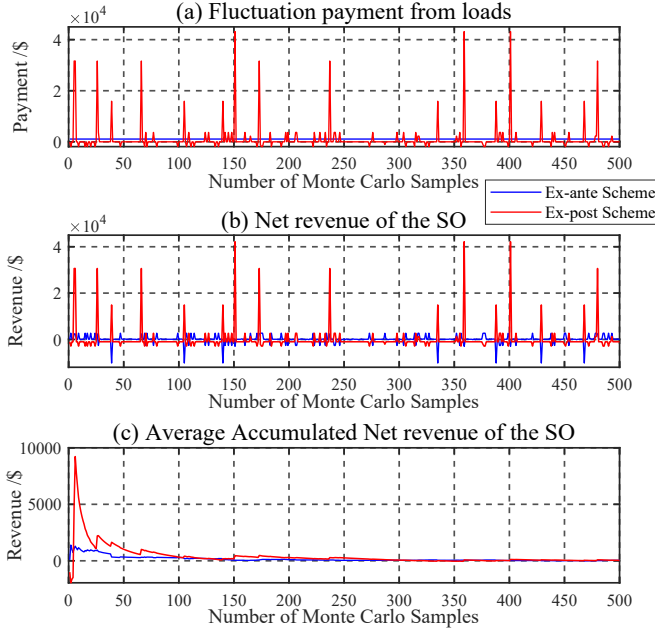 (a) Fluctuation payment from loads
×10⁴
Payment /$
4
2
0
0 50 100 150 200 250 300 350 400 450 500
Number of Monte Carlo Samples
Ex-ante Scheme
Ex-post Scheme
(b) Net revenue of the SO
×10⁴
Revenue /$
4
2
0
0 50 100 150 200 250 300 350 400 450 500
Number of Monte Carlo Samples
(c) Average Accumulated Net revenue of the SO
Revenue /$
10000
5000
0
0 50 100 150 200 250 300 350 400 450 500
Number of Monte Carlo Samples